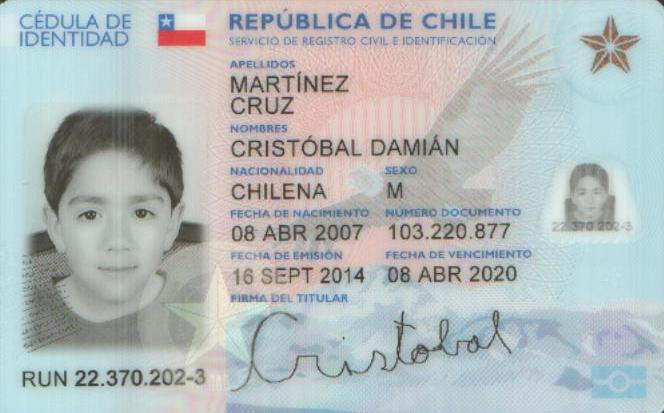 CÉDULA DE
IDENTIDAD
REPÚBLICA DE CHILE
SERVICIO DE REGISTRO CIVIL E IDENTIFICACIÓN
APELLIDOS
MARTÍNEZ
CRUZ
NOMBRES
CRISTÓBAL DAMIÁN
NACIONALIDAD SEXO
CHILENA M
FECHA DE NACIMIENTO NÚMERO DOCUMENTO
08 ABR 2007 103.220.877
22.370.202-3
FECHA DE EMISIÓN FECHA DE VENCIMIENTO
16 SEPT 2014 08 ABR 2020
FIRMA DEL TITULAR
Cristobal
RUN 22.370.202-3